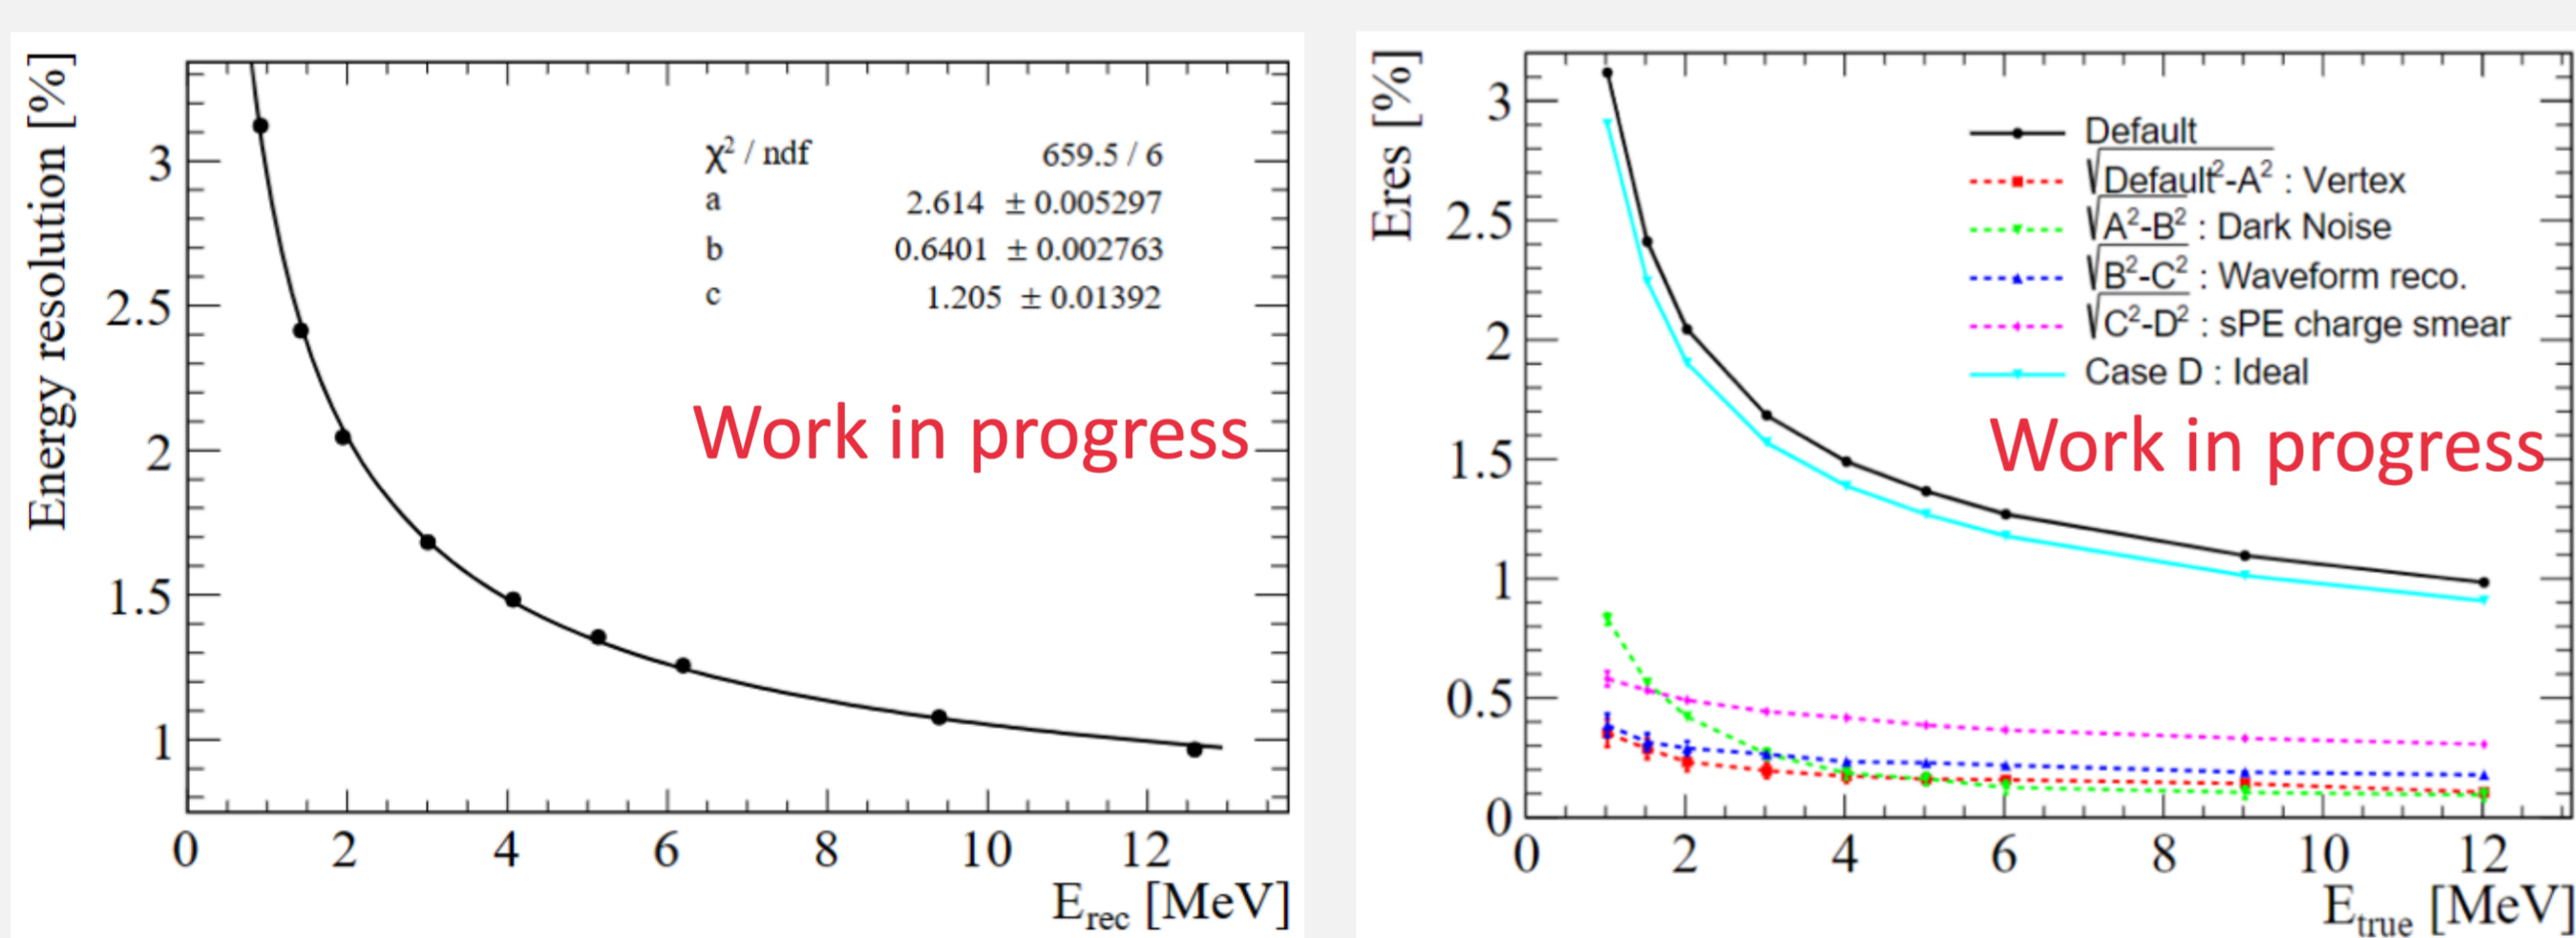 Energy resolution [%]
3
2.5
2
1.5
1
χ² / ndf 659.5 / 6
a 2.614 ± 0.005297
b 0.6401 ± 0.002763
c 1.205 ± 0.01392
Work in progress
0 2 4 6 8 10 12
E_rec [MeV]
Eres [%]
3
2.5
2
1.5
1
0.5
0
Default
√Default²-A² : Vertex
√A²-B² : Dark Noise
√B²-C² : Waveform reco.
√C²-D² : sPE charge smear
Case D : Ideal
Work in progress
0 2 4 6 8 10 12
E_true [MeV]